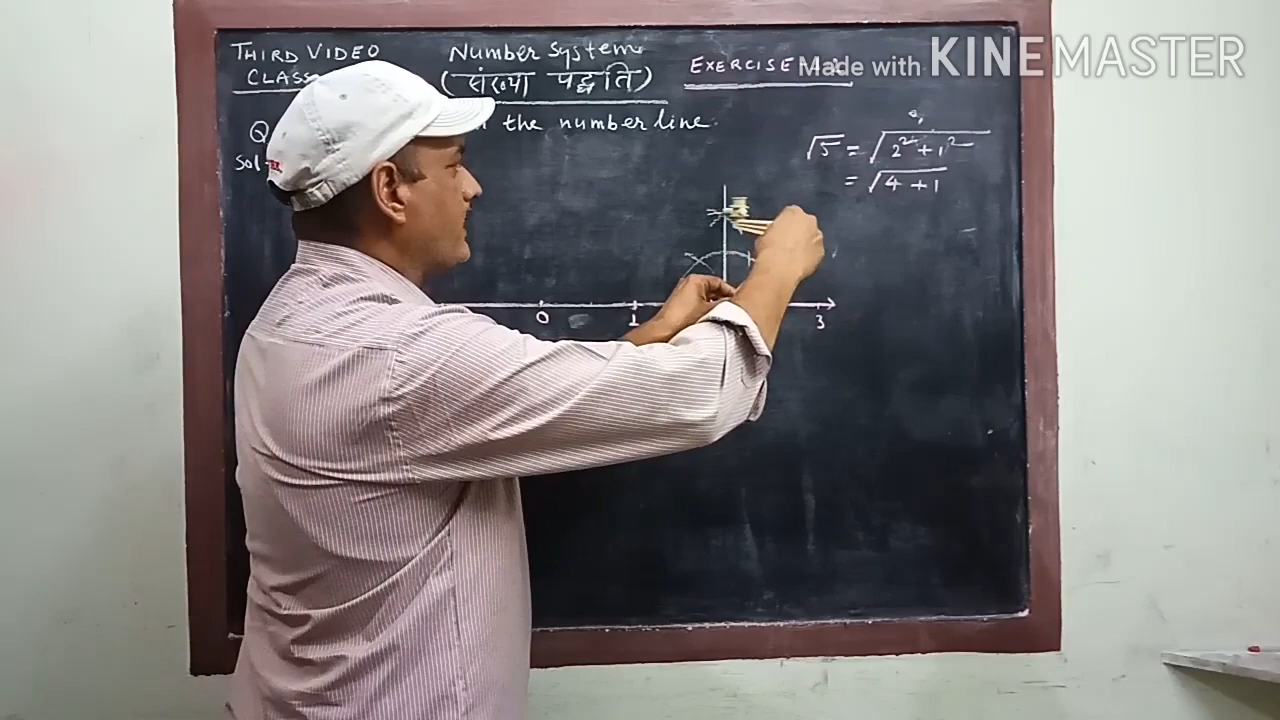 THIRD VIDEO
CLASS
Number System
(संख्या पद्धति)
EXERCISE
Made with KINEMASTER
Q
the number line.
Sol
√5 = √2² + 1²
= √4 + 1
0
1
3